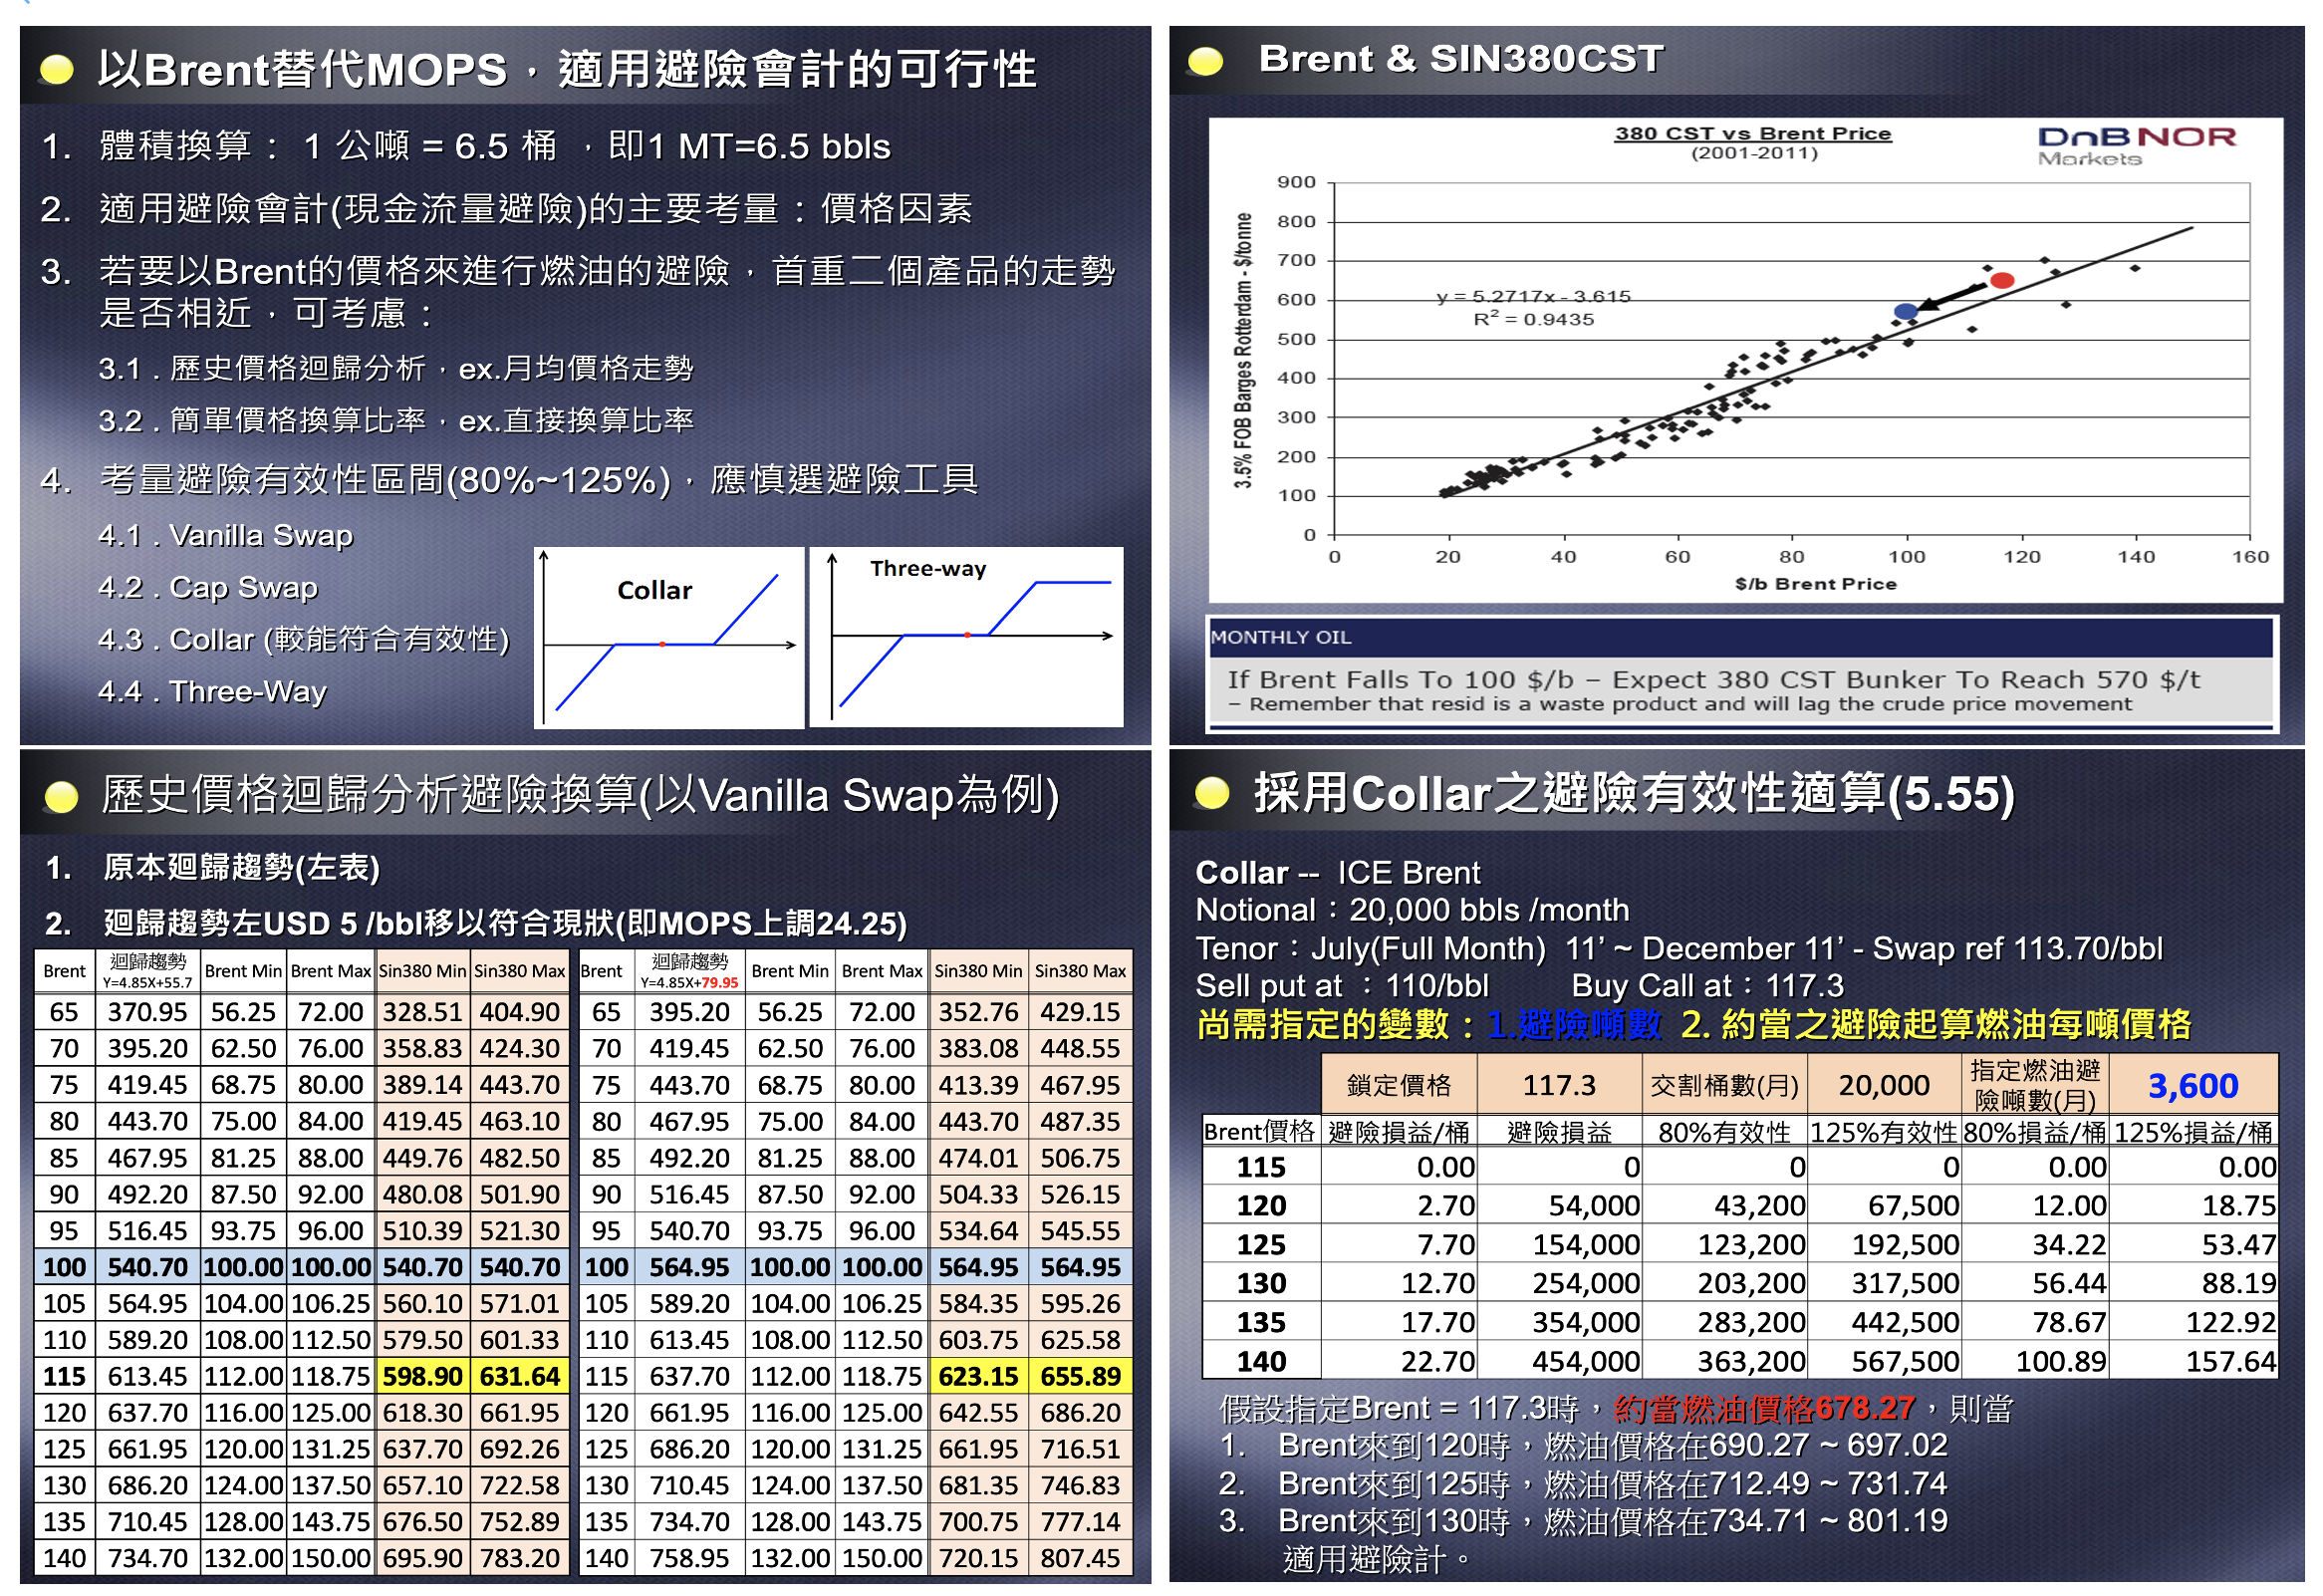 以Brent替代MOPS，適用避險會計的可行性
1. 體積換算： 1 公噸 = 6.5 桶 ，即1 MT=6.5 bbls
2. 適用避險會計(現金流量避險)的主要考量：價格因素
3. 若要以Brent的價格來進行燃油的避險，首重二個產品的走勢
是否相近，可考慮：
3.1 . 歷史價格迴歸分析，ex.月均價格走勢
3.2 . 簡單價格換算比率，ex.直接換算比率
4. 考量避險有效性區間(80%~125%)，應慎選避險工具
4.1 . Vanilla Swap
4.2 . Cap Swap
4.3 . Collar (較能符合有效性)
4.4 . Three-Way
Collar
Three-way
Brent & SIN380CST
380 CST vs Brent Price
(2001-2011)
DnBNOR
Markets
3.5% FOB Barges Rotterdam - $/tonne
900
800
700
600
500
400
300
200
100
0
y = 5.2717x - 3.615
R² = 0.9435
0 20 40 60 80 100 120 140 160
$/b Brent Price
MONTHLY OIL
If Brent Falls To 100 $/b – Expect 380 CST Bunker To Reach 570 $/t
– Remember that resid is a waste product and will lag the crude price movement
歷史價格迴歸分析避險換算(以Vanilla Swap為例)
1. 原本廻歸趨勢(左表)
2. 廻歸趨勢左USD 5 /bbl移以符合現狀(即MOPS上調24.25)
Brent 迴歸趨勢 Y=4.85X+55.7 Brent Min Brent Max Sin380 Min Sin380 Max
65 370.95 56.25 72.00 328.51 404.90
70 395.20 62.50 76.00 358.83 424.30
75 419.45 68.75 80.00 389.14 443.70
80 443.70 75.00 84.00 419.45 463.10
85 467.95 81.25 88.00 449.76 482.50
90 492.20 87.50 92.00 480.08 501.90
95 516.45 93.75 96.00 510.39 521.30
100 540.70 100.00 100.00 540.70 540.70
105 564.95 104.00 106.25 560.10 571.01
110 589.20 108.00 112.50 579.50 601.33
115 613.45 112.00 118.75 598.90 631.64
120 637.70 116.00 125.00 618.30 661.95
125 661.95 120.00 131.25 637.70 692.26
130 686.20 124.00 137.50 657.10 722.58
135 710.45 128.00 143.75 676.50 752.89
140 734.70 132.00 150.00 695.90 783.20
Brent 迴歸趨勢 Y=4.85X+79.95 Brent Min Brent Max Sin380 Min Sin380 Max
65 395.20 56.25 72.00 352.76 429.15
70 419.45 62.50 76.00 383.08 448.55
75 443.70 68.75 80.00 413.39 467.95
80 467.95 75.00 84.00 443.70 487.35
85 492.20 81.25 88.00 474.01 506.75
90 516.45 87.50 92.00 504.33 526.15
95 540.70 93.75 96.00 534.64 545.55
100 564.95 100.00 100.00 564.95 564.95
105 589.20 104.00 106.25 584.35 595.26
110 613.45 108.00 112.50 603.75 625.58
115 637.70 112.00 118.75 623.15 655.89
120 661.95 116.00 125.00 642.55 686.20
125 686.20 120.00 131.25 661.95 716.51
130 710.45 124.00 137.50 681.35 746.83
135 734.70 128.00 143.75 700.75 777.14
140 758.95 132.00 150.00 720.15 807.45
採用Collar之避險有效性適算(5.55)
Collar -- ICE Brent
Notional：20,000 bbls /month
Tenor：July(Full Month) 11’ ~ December 11’ - Swap ref 113.70/bbl
Sell put at ：110/bbl Buy Call at：117.3
尚需指定的變數：1.避險噸數 2. 約當之避險起算燃油每噸價格
鎖定價格 117.3 交割桶數(月) 20,000 指定燃油避險噸數(月) 3,600
Brent價格 避險損益/桶 避險損益 80%有效性 125%有效性 80%損益/桶 125%損益/桶
115 0.00 0 0 0 0.00 0.00
120 2.70 54,000 43,200 67,500 12.00 18.75
125 7.70 154,000 123,200 192,500 34.22 53.47
130 12.70 254,000 203,200 317,500 56.44 88.19
135 17.70 354,000 283,200 442,500 78.67 122.92
140 22.70 454,000 363,200 567,500 100.89 157.64
假設指定Brent = 117.3時，約當燃油價格678.27，則當
1. Brent來到120時，燃油價格在690.27 ~ 697.02
2. Brent來到125時，燃油價格在712.49 ~ 731.74
3. Brent來到130時，燃油價格在734.71 ~ 801.19
適用避險計。